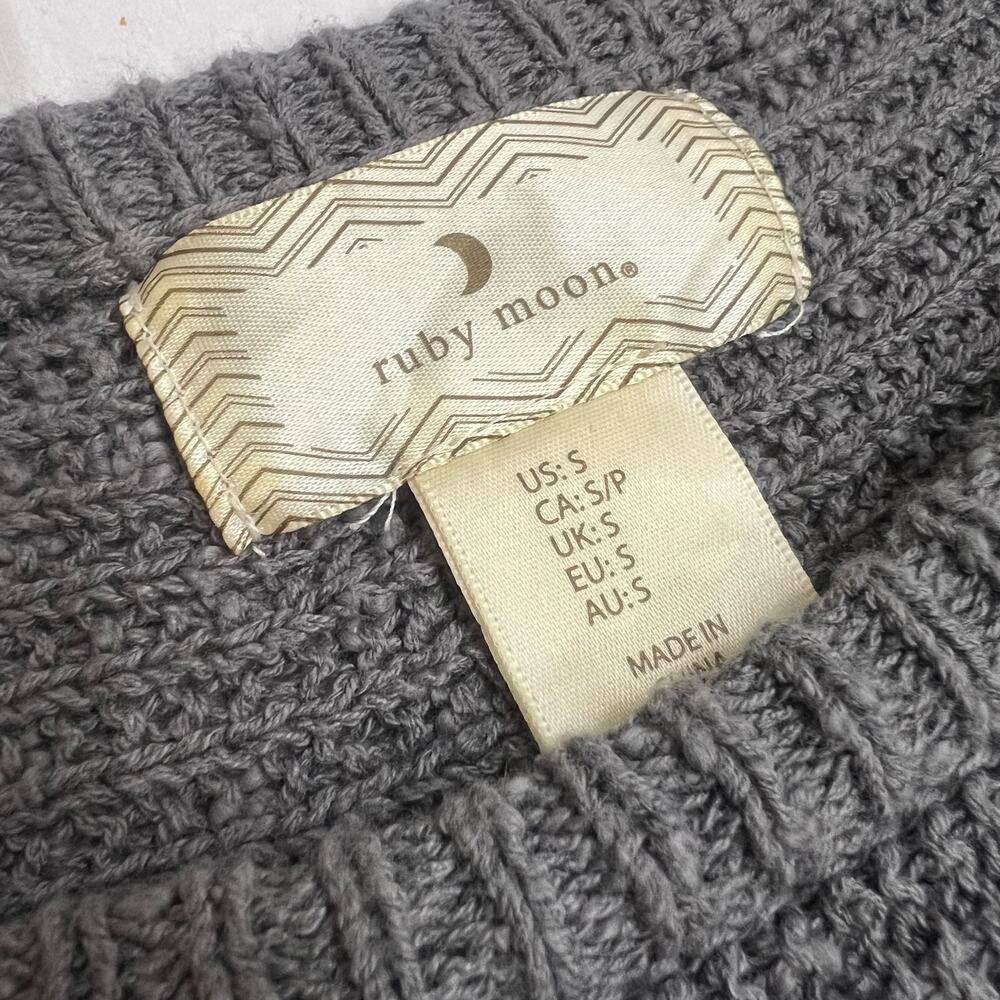 ruby moon®
US: S
CA: S/P
UK: S
EU: S
AU: S
MADE IN